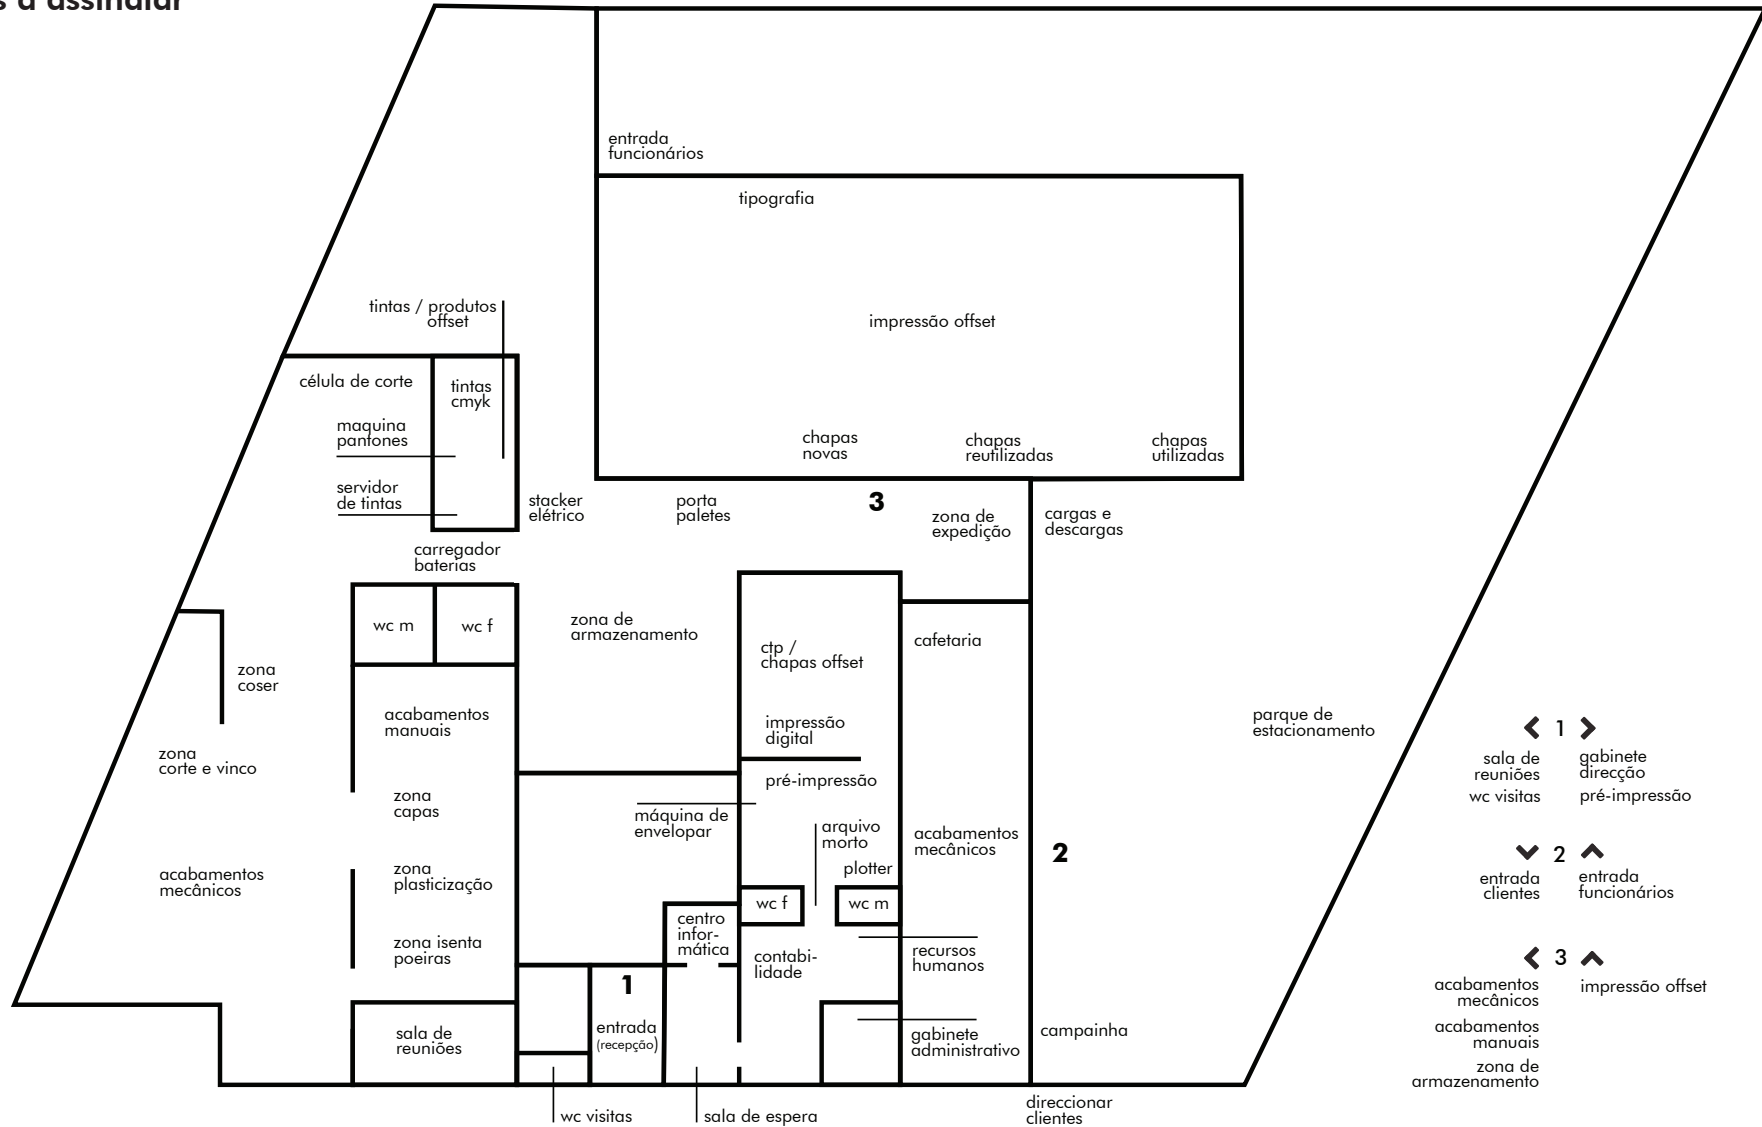 s a assinalar
entrada
funcionários
tipografia
tintas / produtos
offset
impressão offset
célula de corte
tintas
cmyk
maquina
pantones
chapas
novas
chapas
reutilizadas
chapas
utilizadas
servidor
de tintas
stacker
elétrico
porta
paletes
3
zona de
expedição
cargas e
descargas
carregador
baterias
wc m
wc f
zona de
armazenamento
ctp /
chapas offset
cafetaria
zona
coser
acabamentos
manuais
impressão
digital
parque de
estacionamento
zona
corte e vinco
pré-impressão
zona
capas
máquina de
envelopar
arquivo
morto
acabamentos
mecânicos
2
plotter
acabamentos
mecânicos
zona
plasticização
wc f
wc m
centro
infor-
mática
zona isenta
poeiras
contabi-
lidade
recursos
humanos
1
entrada
(recepção)
sala de
reuniões
gabinete
administrativo
campainha
wc visitas
sala de espera
direccionar
clientes
< 1 >
sala de
reuniões
wc visitas
gabinete
direcção
pré-impressão
2
entrada
clientes
entrada
funcionários
< 3
acabamentos
mecânicos
acabamentos
manuais
zona de
armazenamento
impressão offset